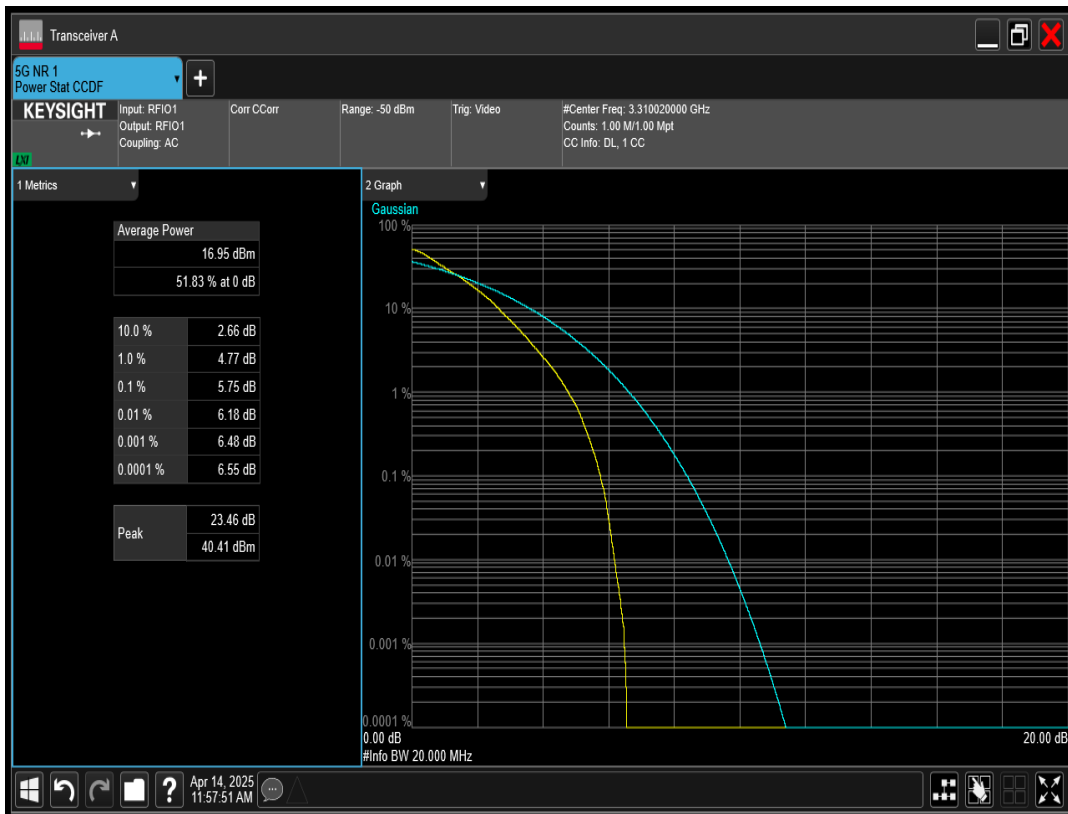 Transceiver A
5G NR 1
Power Stat CCDF
+
KEYSIGHT
LXI
Input: RFIO1
Output: RFIO1
Coupling: AC
Corr CCorr
Range: -50 dBm
Trig: Video
#Center Freq: 3.310020000 GHz
Counts: 1.00 M/1.00 Mpt
CC Info: DL, 1 CC
1 Metrics
Average Power
16.95 dBm
51.83 % at 0 dB
10.0 % 2.66 dB
1.0 % 4.77 dB
0.1 % 5.75 dB
0.01 % 6.18 dB
0.001 % 6.48 dB
0.0001 % 6.55 dB
Peak
23.46 dB
40.41 dBm
2 Graph
Gaussian
100 %
10 %
1 %
0.1 %
0.01 %
0.001 %
0.0001 %
0.00 dB 20.00 dB
#Info BW 20.000 MHz
?
Apr 14, 2025
11:57:51 AM